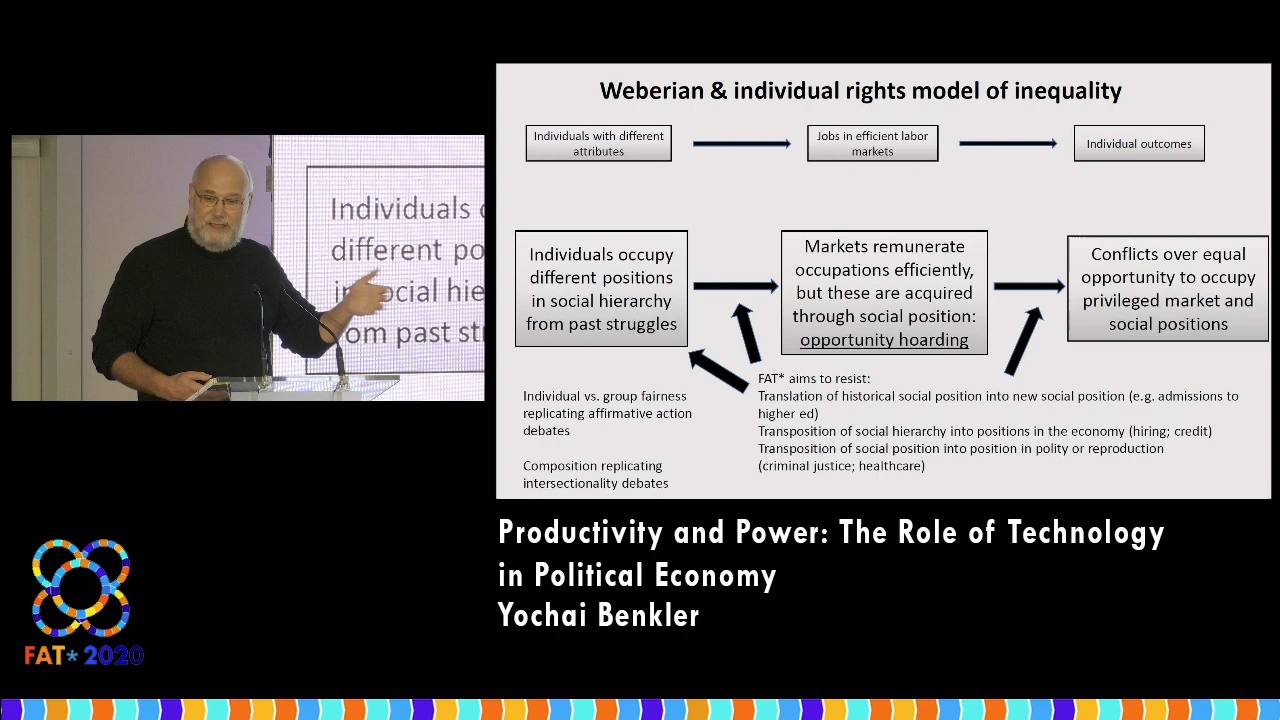 Individuals
different po
in social hie
from past st
Weberian & individual rights model of inequality
Individuals with different
attributes
Jobs in efficient labor
markets
Individual outcomes
Individuals occupy
different positions
in social hierarchy
from past struggles
Markets remunerate
occupations efficiently,
but these are acquired
through social position:
opportunity hoarding
Conflicts over equal
opportunity to occupy
privileged market and
social positions
Individual vs. group fairness
replicating affirmative action
debates
Composition replicating
intersectionality debates
FAT* aims to resist:
Translation of historical social position into new social position (e.g. admissions to
higher ed)
Transposition of social hierarchy into positions in the economy (hiring; credit)
Transposition of social position into position in polity or reproduction
(criminal justice; healthcare)
Productivity and Power: The Role of Technology
in Political Economy
Yochai Benkler
FAT* 2020